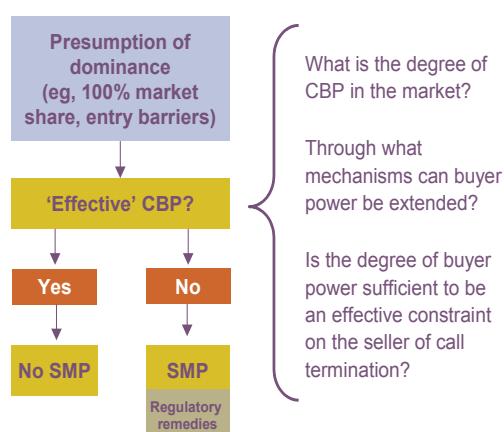 Presumption of
dominance
(eg, 100% market
share, entry barriers)
‘Effective’ CBP?
Yes
No
No SMP
SMP
Regulatory
remedies
What is the degree of
CBP in the market?
Through what
mechanisms can buyer
power be extended?
Is the degree of buyer
power sufficient to be
an effective constraint
on the seller of call
termination?